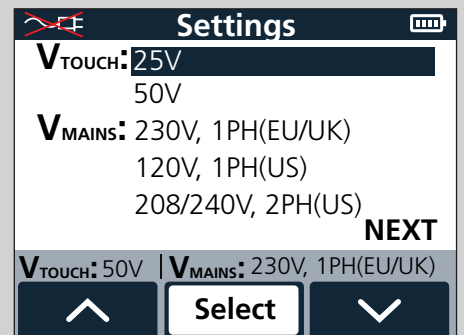 Settings
VTOUCH: 25V
50V
VMAINS: 230V, 1PH(EU/UK)
120V, 1PH(US)
208/240V, 2PH(US)
NEXT
VTOUCH: 50V | VMAINS: 230V, 1PH(EU/UK)
Select